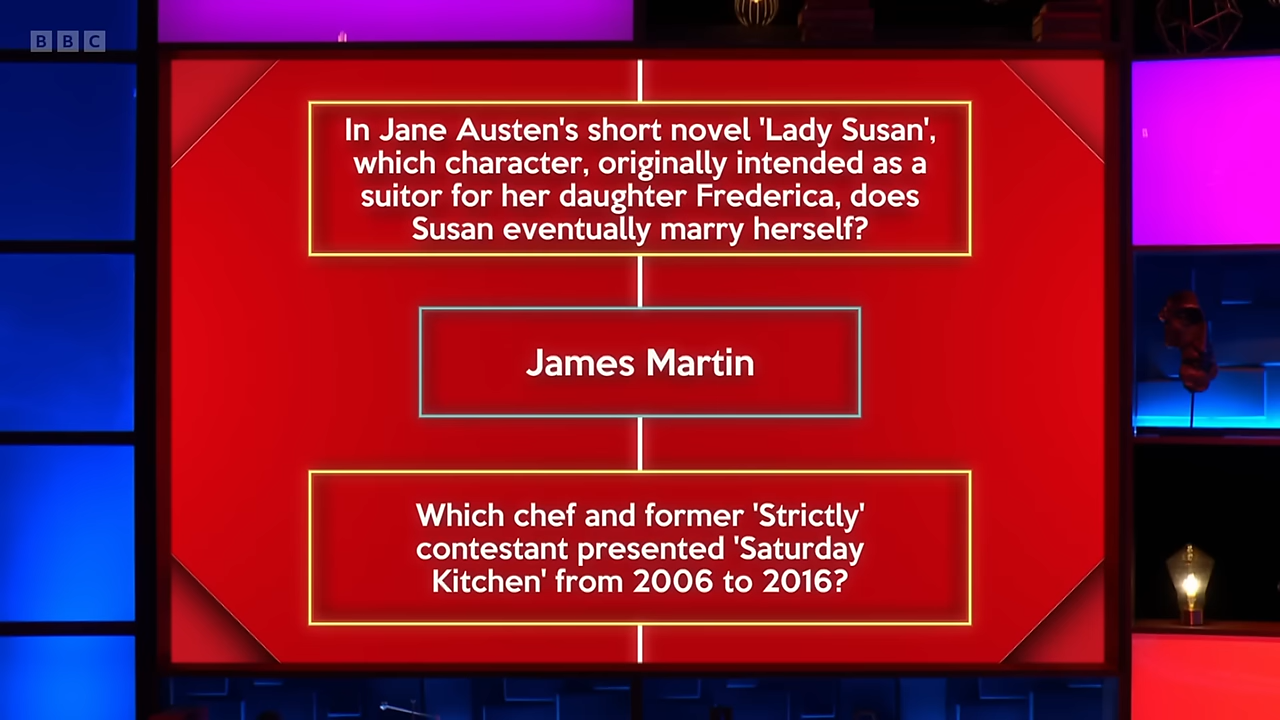 BBC
In Jane Austen's short novel 'Lady Susan',
which character, originally intended as a
suitor for her daughter Frederica, does
Susan eventually marry herself?
James Martin
Which chef and former 'Strictly'
contestant presented 'Saturday
Kitchen' from 2006 to 2016?